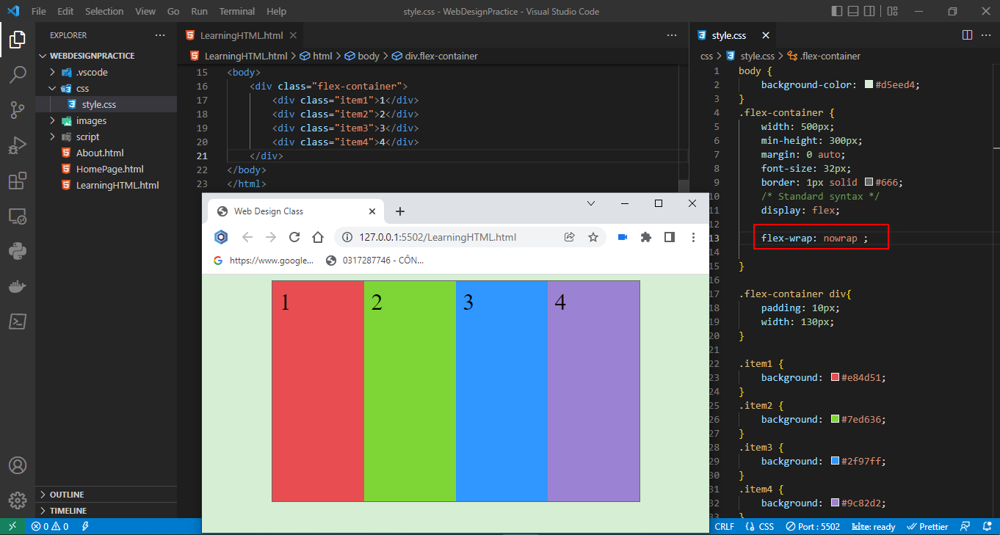 File Edit Selection View Go Run Terminal Help
style.css - WebDesignPractice - Visual Studio Code
EXPLORER
WEBDESIGNPRACTICE
.vscode
css
style.css
images
script
About.html
HomePage.html
LearningHTML.html
OUTLINE
TIMELINE
LearningHTML.html
LearningHTML.html > html > body > div.flex-container
15 <body>
16 <div class="flex-container">
17 <div class="item1">1</div>
18 <div class="item2">2</div>
19 <div class="item3">3</div>
20 <div class="item4">4</div>
21 </div>
22 </body>
23 </html>
Web Design Class
127.0.0.1:5502/LearningHTML.html
https://www.google... 0317287746 - CÔN...
1 2 3 4
style.css
css > style.css > .flex-container
1 body {
2 background-color: #d5eed4;
3 }
4 .flex-container {
5 width: 500px;
6 min-height: 300px;
7 margin: 0 auto;
8 font-size: 32px;
9 border: 1px solid #666;
10 /* Standard syntax */
11 display: flex;
12
13 flex-wrap: nowrap ;
14
15 }
16
17 .flex-container div{
18 padding: 10px;
19 width: 130px;
20 }
21
22 .item1 {
23 background: #e84d51;
24 }
25 .item2 {
26 background: #7ed636;
27 }
28 .item3 {
29 background: #2f97ff;
30 }
31 .item4 {
32 background: #9c82d2;
33 }
0 0
CRLF CSS Port : 5502 kite: ready Prettier